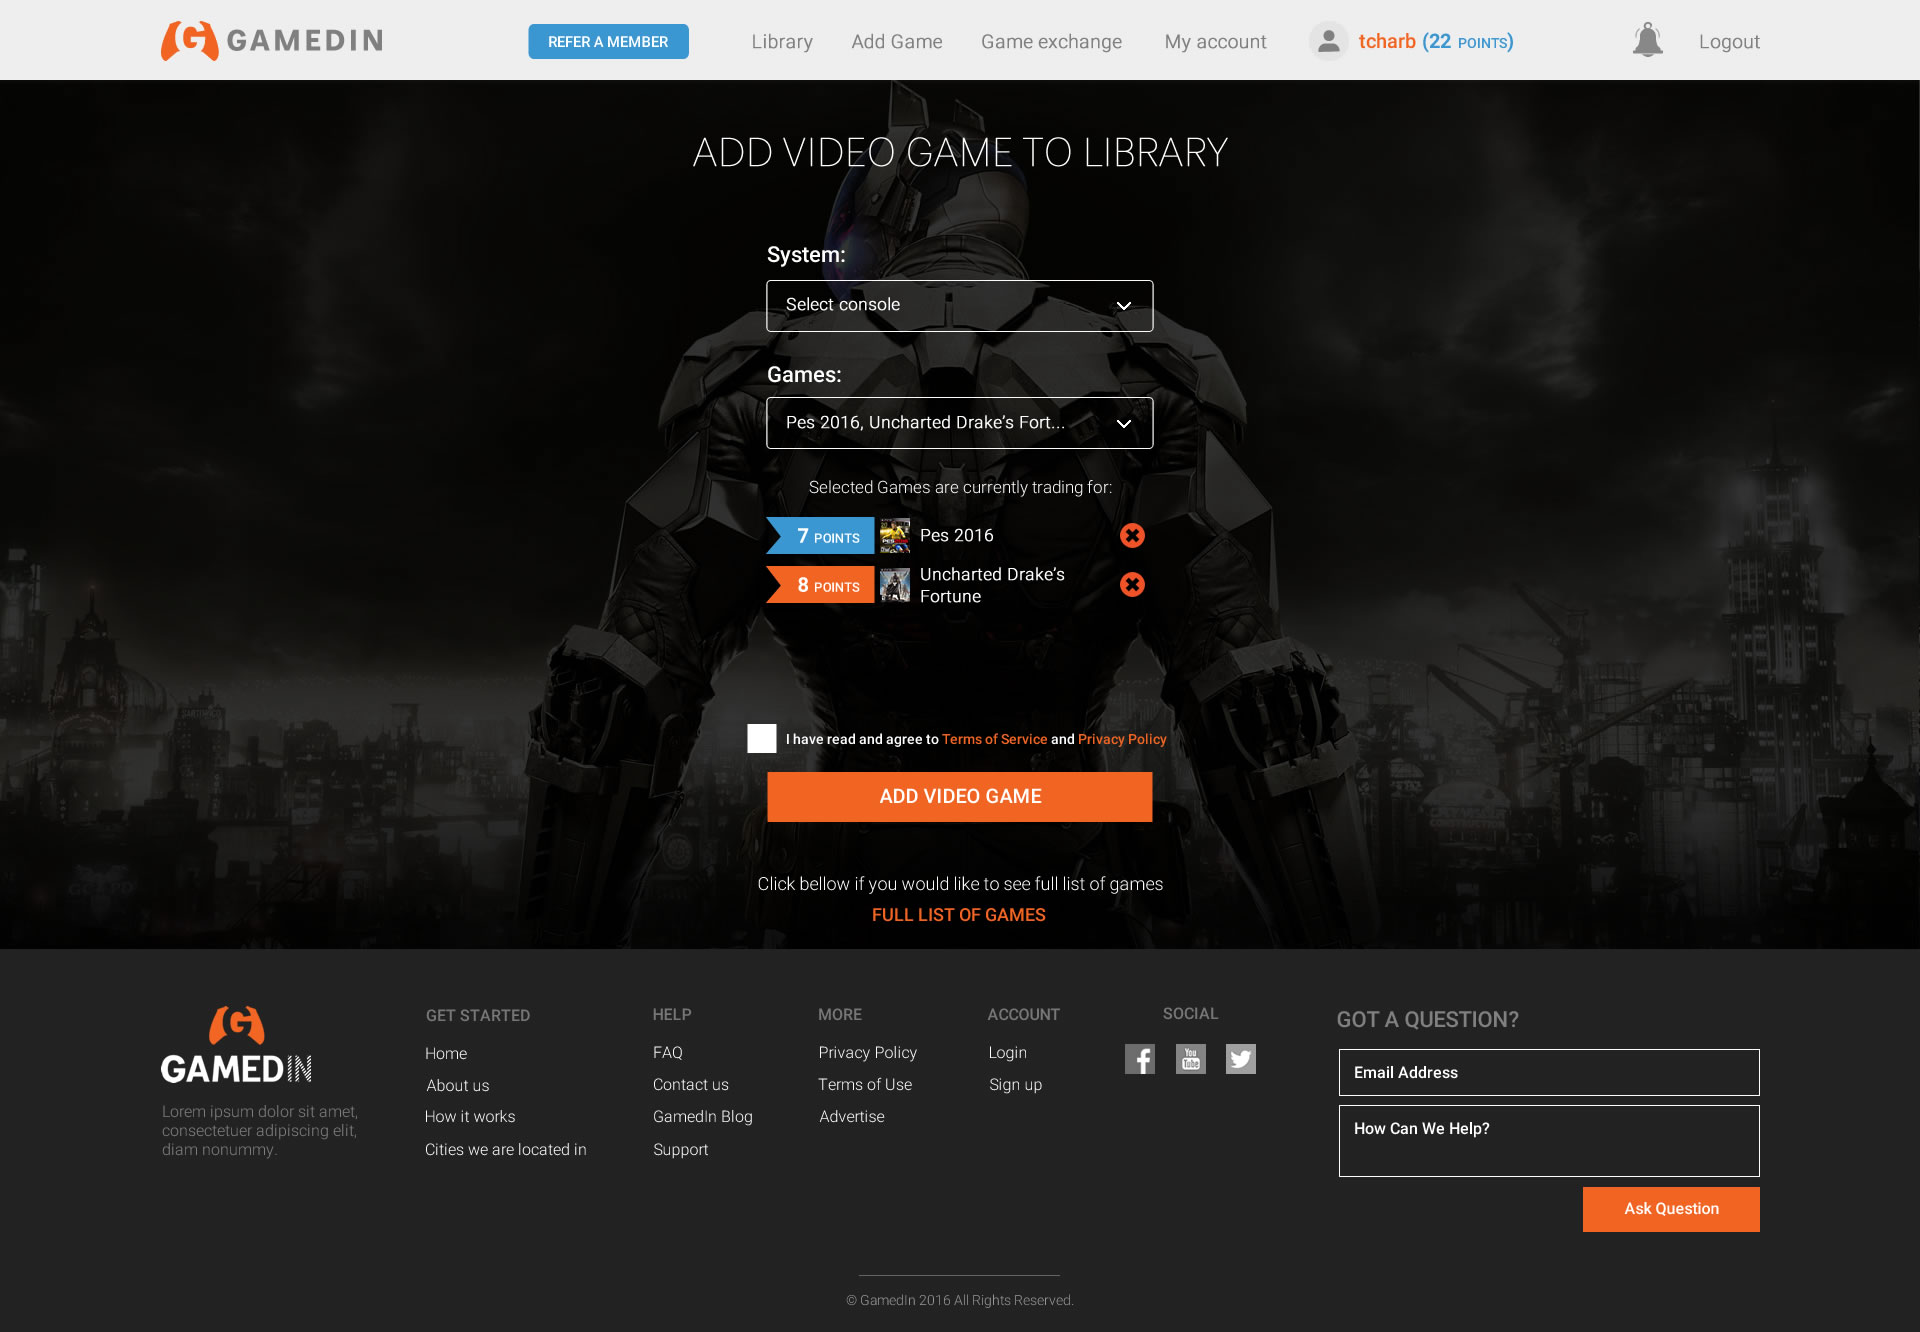 GAMEDIN
REFER A MEMBER
Library
Add Game
Game exchange
My account
tcharb (22 POINTS)
Logout
ADD VIDEO GAME TO LIBRARY
System:
Select console
Games:
Pes 2016, Uncharted Drake's Fort...
Selected Games are currently trading for:
7 POINTS
Pes 2016
8 POINTS
Uncharted Drake's
Fortune
I have read and agree to Terms of Service and Privacy Policy
ADD VIDEO GAME
Click bellow if you would like to see full list of games
FULL LIST OF GAMES
GAMEDIN
Lorem ipsum dolor sit amet,
consectetuer adipiscing elit,
diam nonummy.
GET STARTED
Home
About us
How it works
Cities we are located in
HELP
FAQ
Contact us
GamedIn Blog
Support
MORE
Privacy Policy
Terms of Use
Advertise
ACCOUNT
Login
Sign up
SOCIAL
You
Tube
GOT A QUESTION?
Email Address
How Can We Help?
Ask Question
© GamedIn 2016 All Rights Reserved.